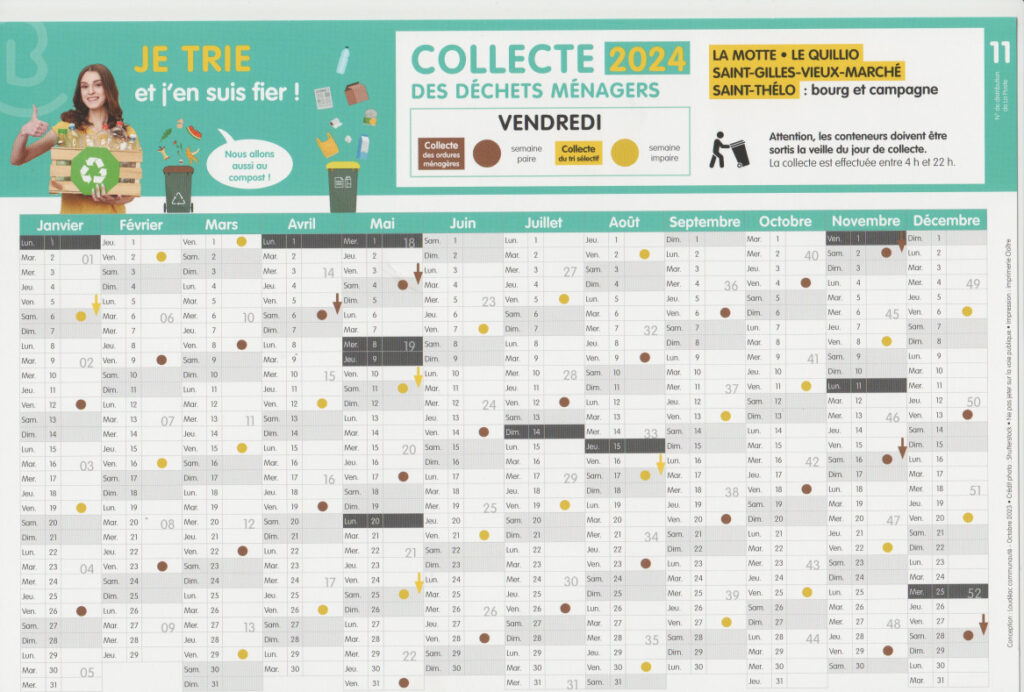 JE TRIE
et j'en suis fier !
Nous allons
aussi au
compost !
COLLECTE 2024
DES DÉCHETS MÉNAGERS
VENDREDI
Collecte
des ordures
ménagères
semaine
paire
Collecte
du tri sélectif
semaine
impaire
LA MOTTE • LE QUILLIO
SAINT-GILLES-VIEUX-MARCHÉ
SAINT-THÉLO : bourg et campagne
Attention, les conteneurs doivent être
sortis la veille du jour de collecte.
La collecte est effectuée entre 4 h et 22 h.
11
N° de distribution
de La Poste
Janvier Février Mars Avril Mai Juin Juillet Août Septembre Octobre Novembre Décembre
Lun. 1 Jeu. 1 Ven. 1 Lun. 1 Mer. 1 18 Sam. 1 Lun. 1 Jeu. 1 Dim. 1 Mar. 1 Ven. 1 Dim. 1
Mar. 2 01 Ven. 2 Sam. 2 Mar. 2 Jeu. 2 Dim. 2 Mar. 2 Ven. 2 Lun. 2 Mer. 2 40 Sam. 2 Lun. 2
Mer. 3 Sam. 3 Dim. 3 Mer. 3 14 Ven. 3 Lun. 3 Mer. 3 27 Sam. 3 Mar. 3 Jeu. 3 Dim. 3 Mar. 3
Jeu. 4 Dim. 4 Lun. 4 Jeu. 4 Sam. 4 Mar. 4 Jeu. 4 Dim. 4 Mer. 4 36 Ven. 4 Lun. 4 Mer. 4 49
Ven. 5 Lun. 5 Mar. 5 Ven. 5 Dim. 5 Mer. 5 23 Ven. 5 Lun. 5 Jeu. 5 Sam. 5 Mar. 5 Jeu. 5
Sam. 6 Mar. 6 06 Mer. 6 10 Sam. 6 Lun. 6 Jeu. 6 Sam. 6 Mar. 6 Ven. 6 Dim. 6 Mer. 6 45 Ven. 6
Dim. 7 Mer. 7 Jeu. 7 Dim. 7 Mar. 7 Ven. 7 Dim. 7 Mer. 7 32 Sam. 7 Lun. 7 Jeu. 7 Sam. 7
Lun. 8 Jeu. 8 Ven. 8 Lun. 8 Mer. 8 19 Sam. 8 Lun. 8 Jeu. 8 Dim. 8 Mar. 8 Ven. 8 Dim. 8
Mar. 9 02 Ven. 9 Sam. 9 Mar. 9 Jeu. 9 Dim. 9 Mar. 9 Ven. 9 Lun. 9 Mer. 9 41 Sam. 9 Lun. 9
Mer. 10 Sam. 10 Dim. 10 Mer. 10 15 Ven. 10 Lun. 10 Mer. 10 28 Sam. 10 Mar. 10 Jeu. 10 Dim. 10 Mar. 10
Jeu. 11 Dim. 11 Lun. 11 Jeu. 11 Sam. 11 Mar. 11 Jeu. 11 Dim. 11 Mer. 11 37 Ven. 11 Lun. 11 Mer. 11
Ven. 12 Lun. 12 Mar. 12 Ven. 12 Dim. 12 Mer. 12 24 Ven. 12 Lun. 12 Jeu. 12 Sam. 12 Mar. 12 Jeu. 12 50
Sam. 13 Mar. 13 07 Mer. 13 11 Sam. 13 Lun. 13 Jeu. 13 Sam. 13 Mar. 13 Ven. 13 Dim. 13 Mer. 13 46 Ven. 13
Dim. 14 Mer. 14 Jeu. 14 Dim. 14 Mar. 14 Ven. 14 Dim. 14 Mer. 14 33 Sam. 14 Lun. 14 Jeu. 14 Sam. 14
Lun. 15 Jeu. 15 Ven. 15 Lun. 15 Mer. 15 20 Sam. 15 Lun. 15 Jeu. 15 Dim. 15 Mar. 15 Ven. 15 Dim. 15
Mar. 16 03 Ven. 16 Sam. 16 Mar. 16 Jeu. 16 Dim. 16 Mar. 16 Ven. 16 Lun. 16 Mer. 16 42 Sam. 16 Lun. 16
Mer. 17 Sam. 17 Dim. 17 Mer. 17 16 Ven. 17 Lun. 17 Mer. 17 29 Sam. 17 Mar. 17 Jeu. 17 Dim. 17 Mar. 17
Jeu. 18 Dim. 18 Lun. 18 Jeu. 18 Sam. 18 Mar. 18 Jeu. 18 Dim. 18 Mer. 18 38 Ven. 18 Lun. 18 Mer. 18 51
Ven. 19 Lun. 19 Mar. 19 Ven. 19 Dim. 19 Mer. 19 25 Ven. 19 Lun. 19 Jeu. 19 Sam. 19 Mar. 19 Jeu. 19
Sam. 20 Mar. 20 08 Mer. 20 12 Sam. 20 Lun. 20 Jeu. 20 Sam. 20 Mar. 20 Ven. 20 Dim. 20 Mer. 20 47 Ven. 20
Dim. 21 Mer. 21 Jeu. 21 Dim. 21 Mar. 21 Ven. 21 Dim. 21 Mer. 21 34 Sam. 21 Lun. 21 Jeu. 21 Sam. 21
Lun. 22 Jeu. 22 Ven. 22 Lun. 22 Mer. 22 21 Sam. 22 Lun. 22 Jeu. 22 Dim. 22 Mar. 22 Ven. 22 Dim. 22
Mar. 23 04 Ven. 23 Sam. 23 Mar. 23 Jeu. 23 Dim. 23 Mar. 23 Ven. 23 Lun. 23 Mer. 23 43 Sam. 23 Lun. 23
Mer. 24 Sam. 24 Dim. 24 Mer. 24 17 Ven. 24 Lun. 24 Mer. 24 30 Sam. 24 Mar. 24 Jeu. 24 Dim. 24 Mar. 24
Jeu. 25 Dim. 25 Lun. 25 Jeu. 25 Sam. 25 Mar. 25 Jeu. 25 Dim. 25 Mer. 25 39 Ven. 25 Lun. 25 Mer. 25 52
Ven. 26 Lun. 26 Mar. 26 Ven. 26 Dim. 26 Mer. 26 26 Ven. 26 Lun. 26 Jeu. 26 Sam. 26 Mar. 26 Jeu. 26
Sam. 27 Mar. 27 09 Mer. 27 13 Sam. 27 Lun. 27 Jeu. 27 Sam. 27 Mar. 27 Ven. 27 Dim. 27 Mer. 27 48 Ven. 27
Dim. 28 Mer. 28 Jeu. 28 Dim. 28 Mar. 28 Ven. 28 Dim. 28 Mer. 28 35 Sam. 28 Lun. 28 44 Jeu. 28 Sam. 28
Lun. 29 Jeu. 29 Ven. 29 Lun. 29 Mer. 29 22 Sam. 29 Lun. 29 Jeu. 29 Dim. 29 Mar. 29 Ven. 29 Dim. 29
Mar. 30 05 Sam. 30 Mar. 30 Jeu. 30 Dim. 30 Mar. 30 Ven. 30 Lun. 30 Mer. 30 Sam. 30 Lun. 30
Mer. 31 Dim. 31 Ven. 31 Mer. 31 31 Sam. 31 Jeu. 31 Mar. 31
Conception : Loudéac communauté - Octobre 2023 • Crédit photo : Shutterstock • Ne pas jeter sur la voie publique • Impression : imprimerie Ollitre